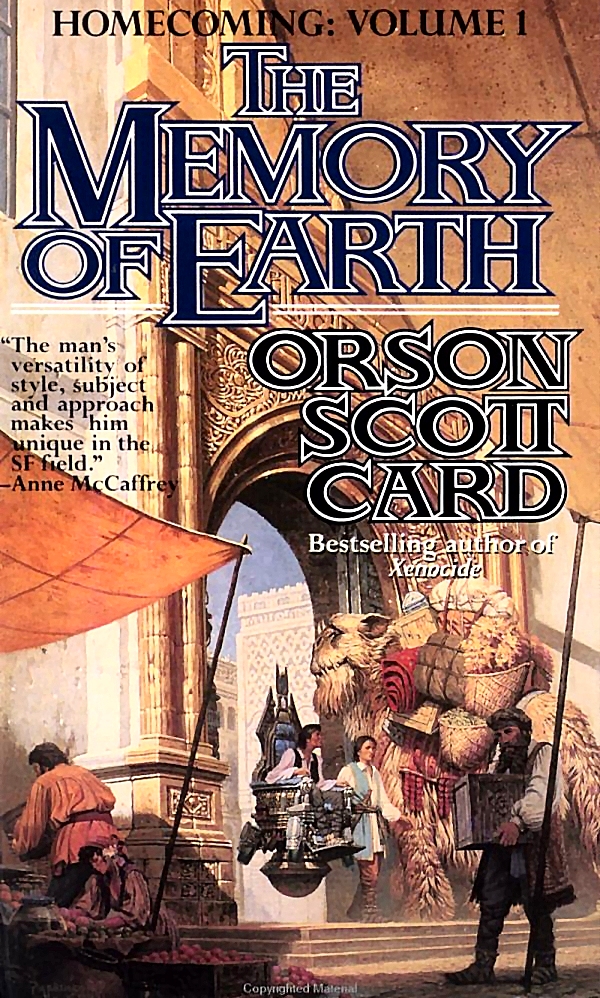 HOMECOMING: VOLUME 1
THE
MEMORY
OF EARTH
"The man's
versatility of
style, subject
and approach
makes him
unique in the
SF field."
–Anne McCaffrey
ORSON
SCOTT
CARD
Bestselling author of
Xenocide
Copyrighted Material